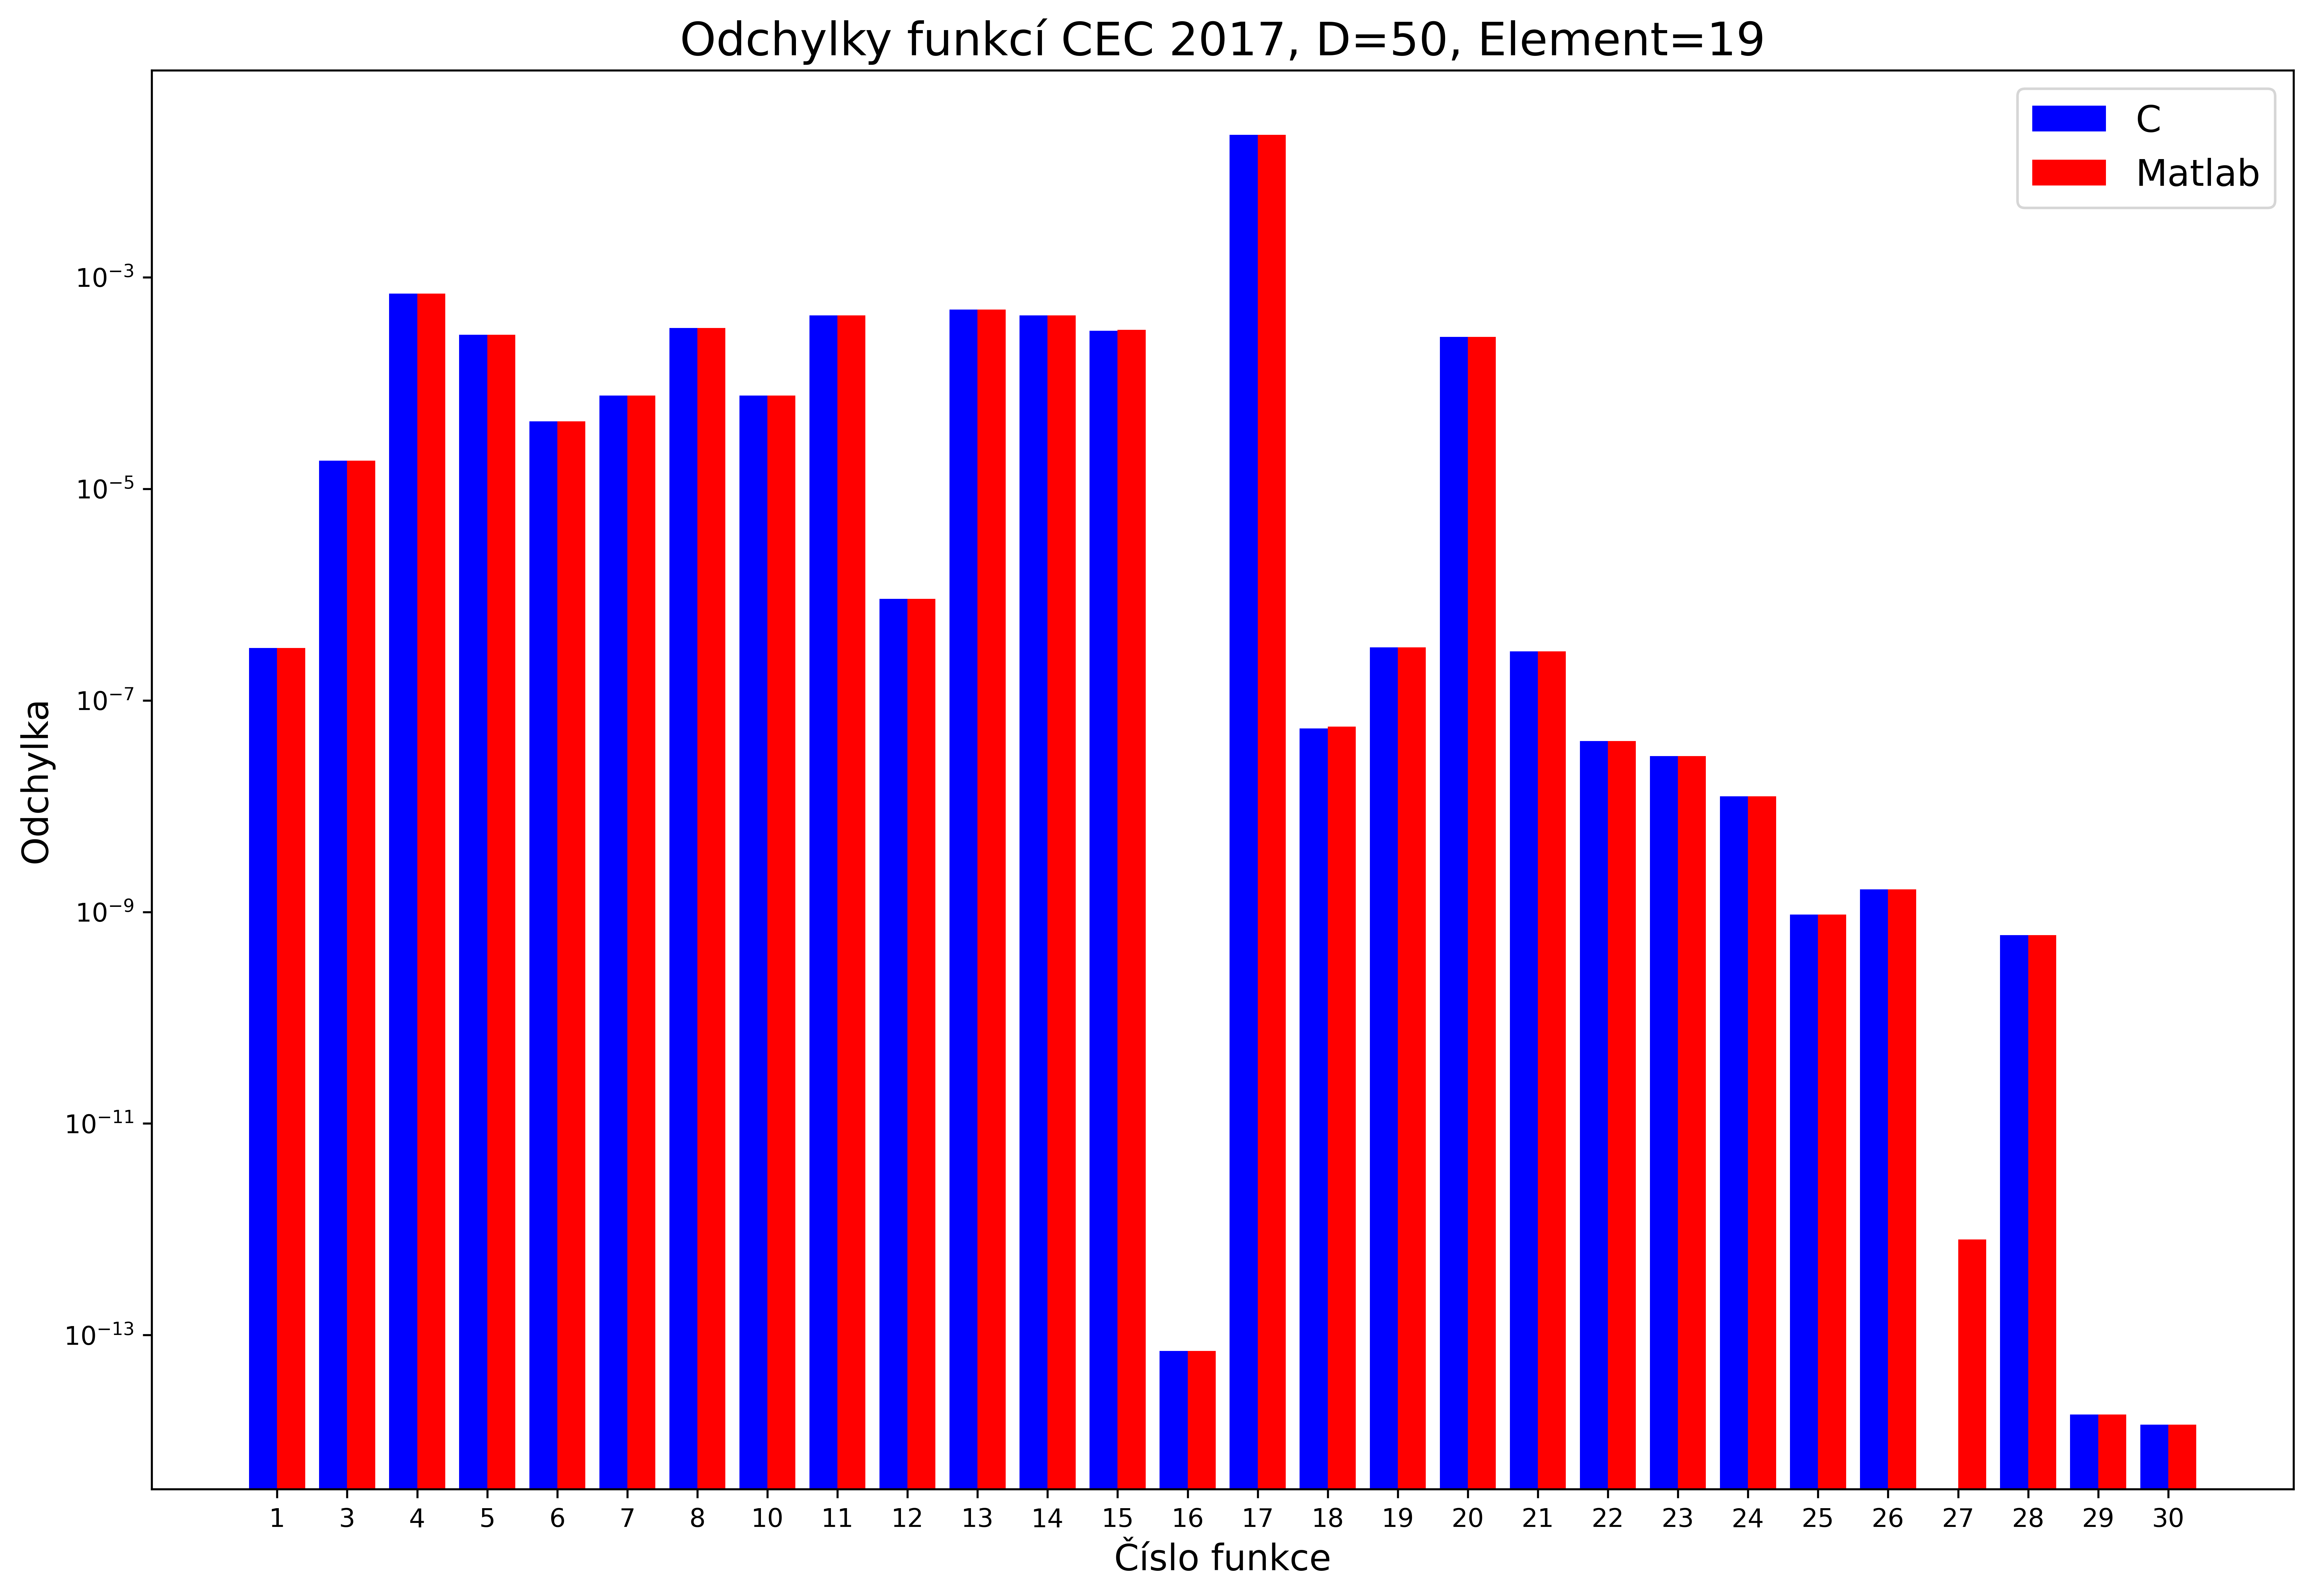 Odchylky funkcí CEC 2017, D=50, Element=19
C
Matlab
Odchylka
10⁻³
10⁻⁵
10⁻⁷
10⁻⁹
10⁻¹¹
10⁻¹³
1 3 4 5 6 7 8 10 11 12 13 14 15 16 17 18 19 20 21 22 23 24 25 26 27 28 29 30
Číslo funkce